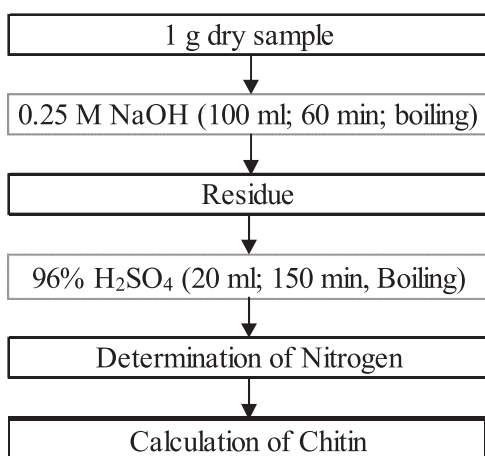 1 g dry sample
0.25 M NaOH (100 ml; 60 min; boiling)
Residue
96% H₂SO₄ (20 ml; 150 min, Boiling)
Determination of Nitrogen
Calculation of Chitin